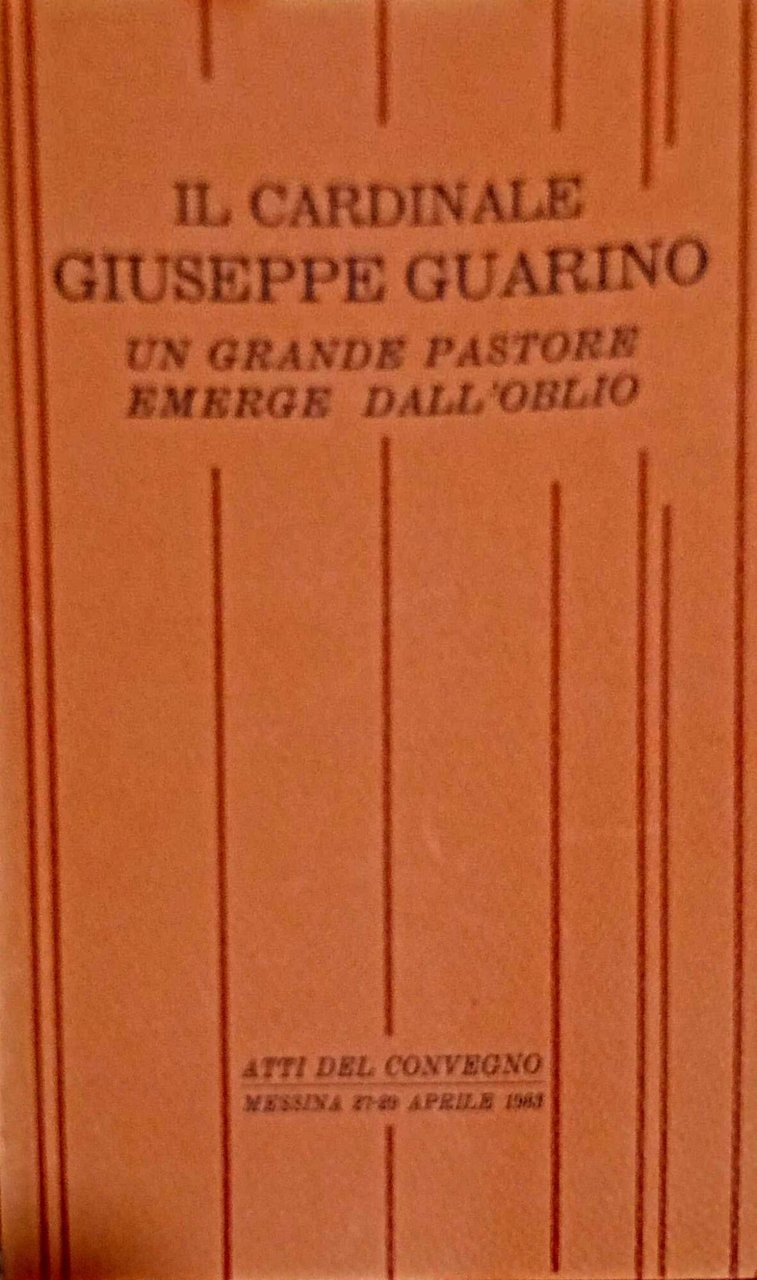 IL CARDINALE
GIUSEPPE GUARINO
UN GRANDE PASTORE
EMERGE DALL'OBLIO
ATTI DEL CONVEGNO
MESSINA 27-29 APRILE 1983